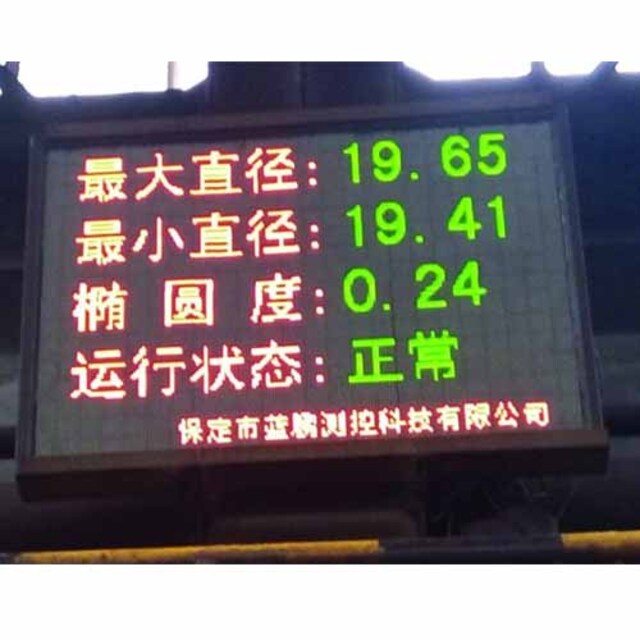 最大直径:19.65
最小直径:19.41
椭圆度:0.24
运行状态:正常
保定市蓝鹏测控科技有限公司